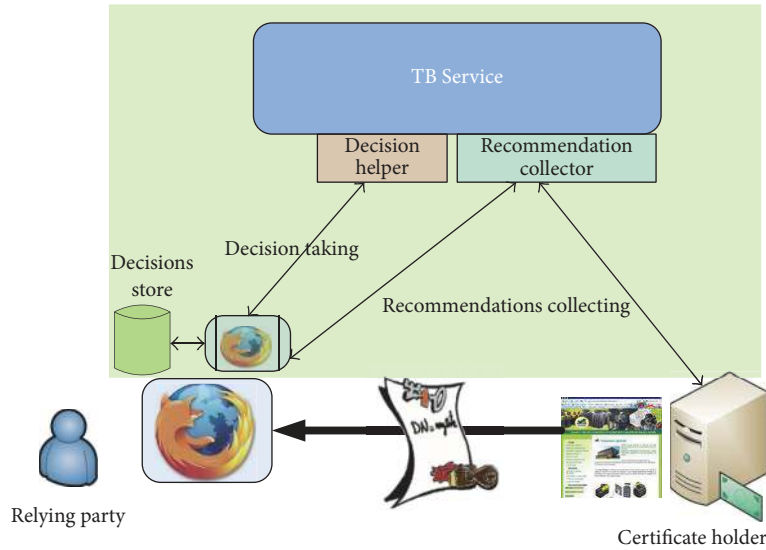 TB Service
Decision
helper
Recommendation
collector
Decision taking
Decisions
store
Recommendations collecting
Relying party
Certificate holder